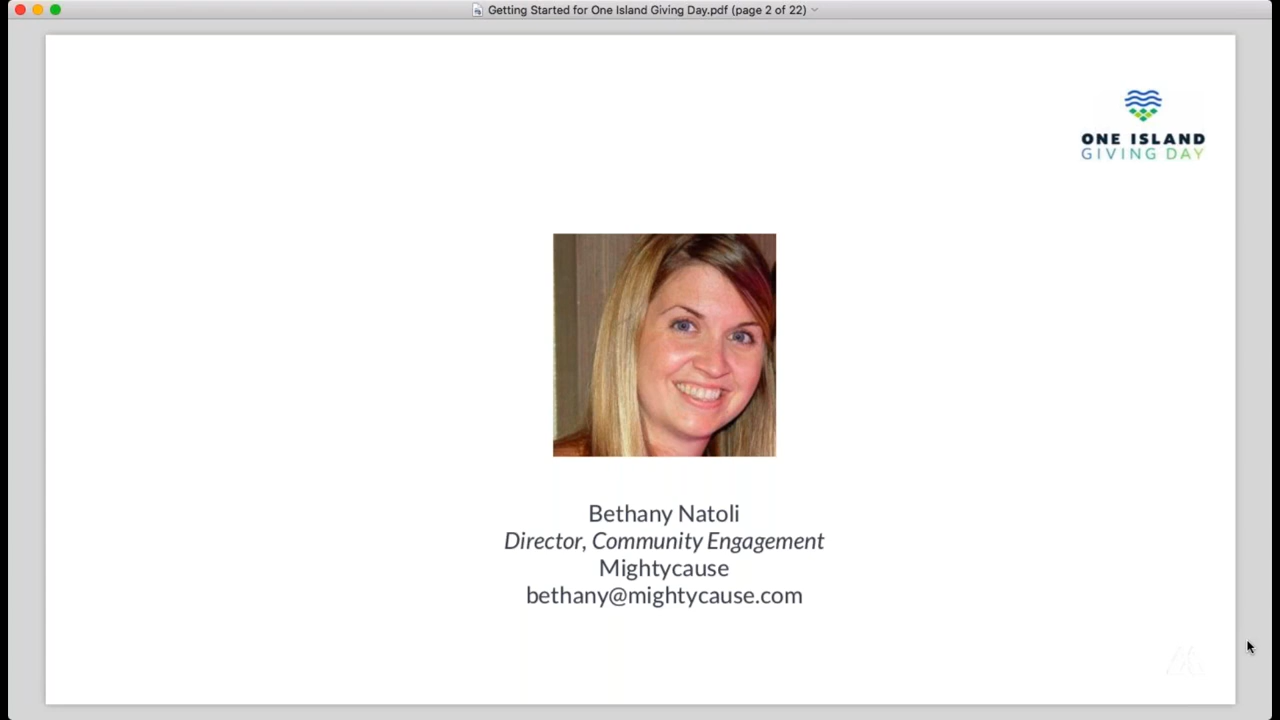 Getting Started for One Island Giving Day.pdf (page 2 of 22)
ONE ISLAND
GIVING DAY
Bethany Natoli
Director, Community Engagement
Mightycause
bethany@mightycause.com